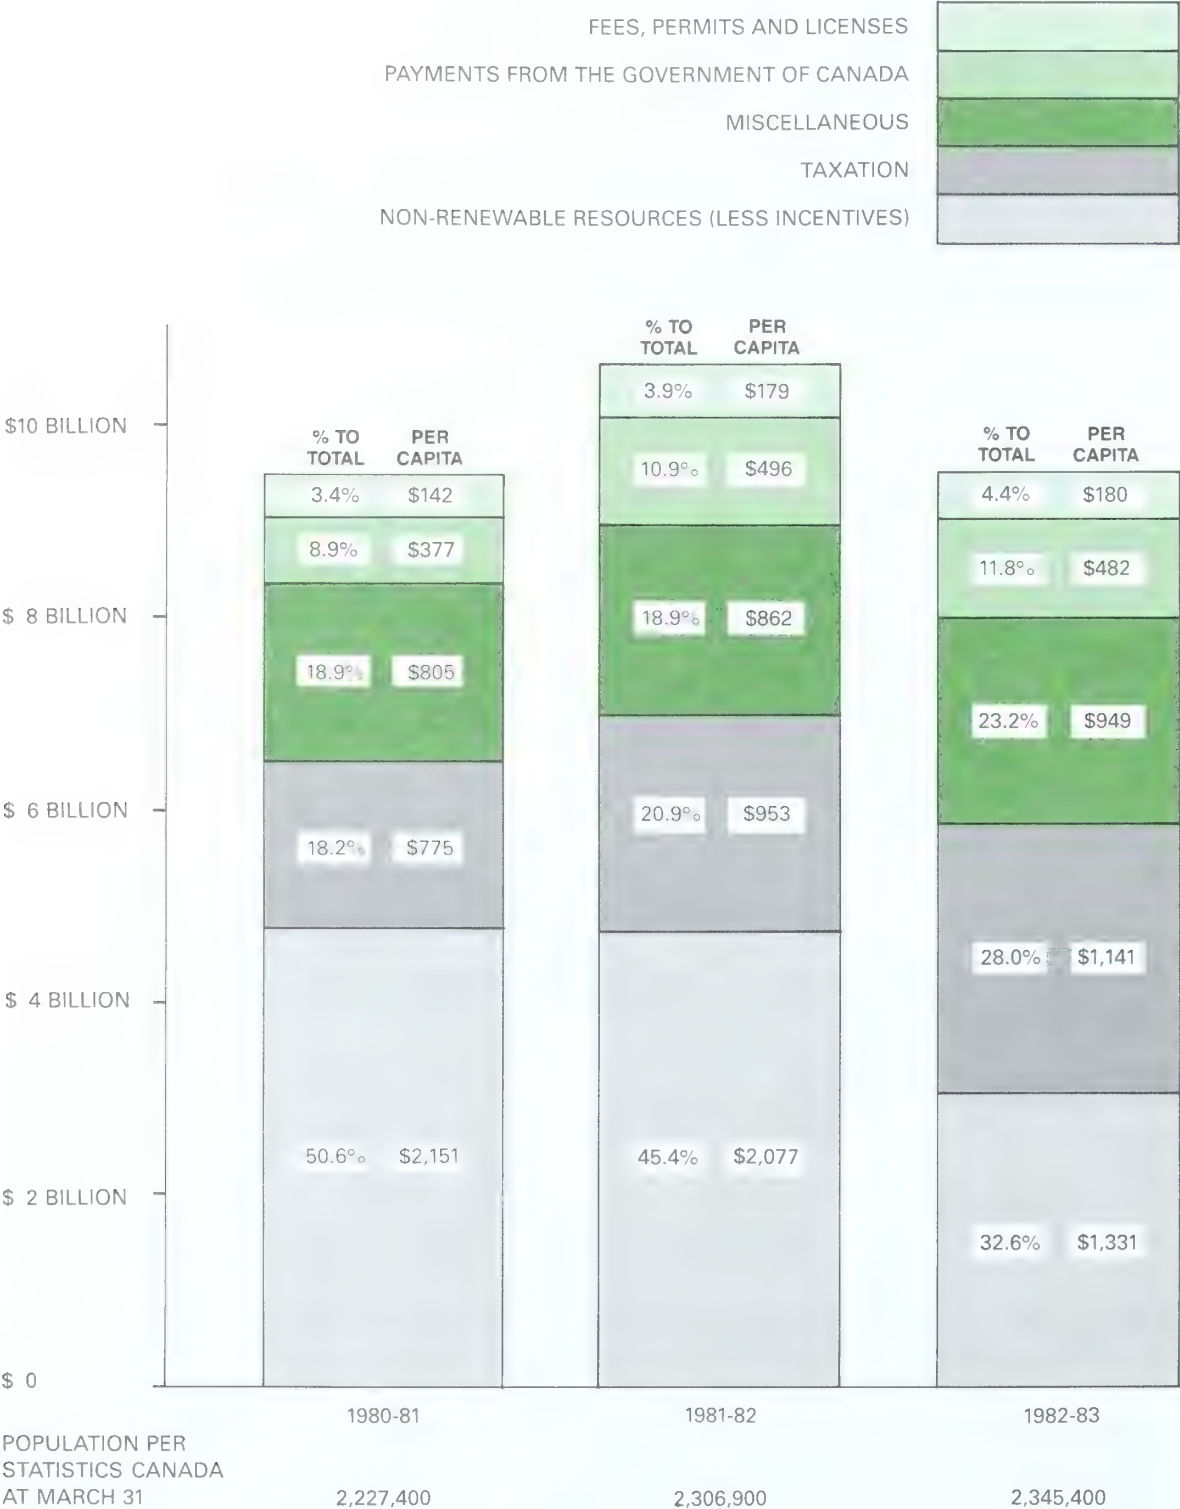 FEES, PERMITS AND LICENSES
PAYMENTS FROM THE GOVERNMENT OF CANADA
MISCELLANEOUS
TAXATION
NON-RENEWABLE RESOURCES (LESS INCENTIVES)
% TO TOTAL
PER CAPITA
3.9% $179
$10 BILLION
10.9% $496
% TO TOTAL
PER CAPITA
3.4% $142
8.9% $377
% TO TOTAL
PER CAPITA
4.4% $180
11.8% $482
$ 8 BILLION
18.9% $805
18.9% $862
23.2% $949
$ 6 BILLION
18.2% $775
20.9% $953
28.0% $1,141
$ 4 BILLION
50.6% $2,151
45.4% $2,077
$ 2 BILLION
32.6% $1,331
$ 0
1980-81 1981-82 1982-83
POPULATION PER
STATISTICS CANADA
AT MARCH 31 2,227,400 2,306,900 2,345,400